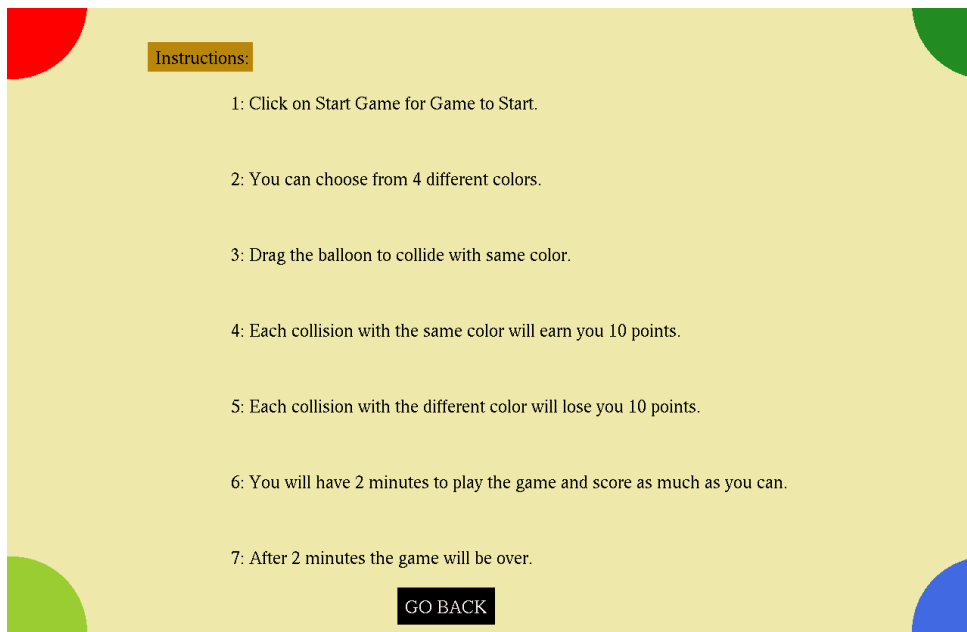 Instructions:
1: Click on Start Game for Game to Start.
2: You can choose from 4 different colors.
3: Drag the balloon to collide with same color.
4: Each collision with the same color will earn you 10 points.
5: Each collision with the different color will lose you 10 points.
6: You will have 2 minutes to play the game and score as much as you can.
7: After 2 minutes the game will be over.
GO BACK